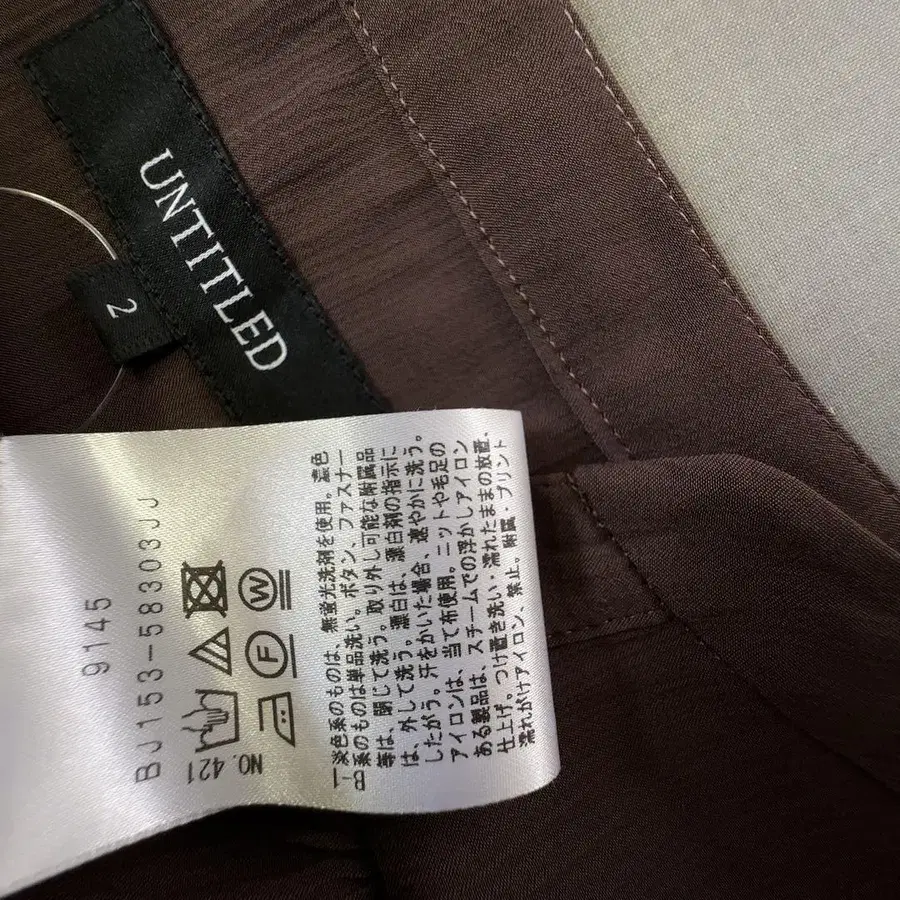 UNTITLED
2
9145
BJ153-58303JJ
W
F
NO.421
淡色系のものは、無蛍光洗剤を使用。濃色
系のものは単品洗い。ボタン、ファスナー
等は、閉じて洗う。取り外し可能な附属品
は、外して洗う。漂白は、漂白剤の指示に
したがう。汗をかいた場合、速やかに洗う。
アイロンは、当て布使用。ニットや毛足の
ある製品は、スチームでの浮かしアイロン
仕上げ。つけ置き洗い・濡れたままの放置、
濡れがけアイロン、禁止。附属・プリント